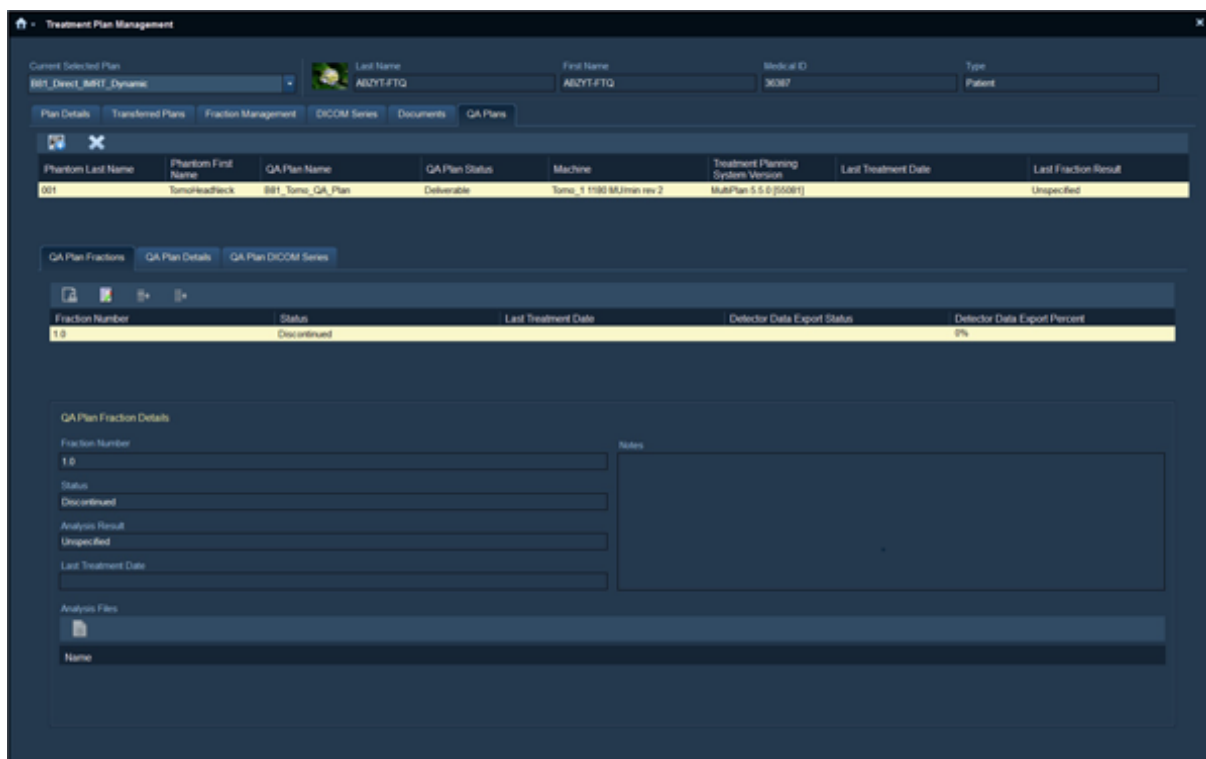 Treatment Plan Management
Current Selected Plan Last Name First Name Medical ID Type
B81_Direct_IMRT_Dynamic ABZYT-FTQ ABZYT-FTQ 36387 Patient
Plan Details Transferred Plans Fraction Management DICOM Series Documents QA Plans
Phantom Last Name Phantom First Name QA Plan Name QA Plan Status Machine Treatment Planning System Version Last Treatment Date Last Fraction Result
001 TomoHeadNeck B81_Tomo_QA_Plan Deliverable Tomo_1 1180 MU/min rev 2 MultiPlan 5.5.0 [55081] Unspecified
QA Plan Fractions QA Plan Details QA Plan DICOM Series
Fraction Number Status Last Treatment Date Detector Data Export Status Detector Data Export Percent
1.0 Discontinued 0%
QA Plan Fraction Details
Fraction Number Notes
1.0
Status
Discontinued
Analysis Result
Unspecified
Last Treatment Date
Analysis Files
Name